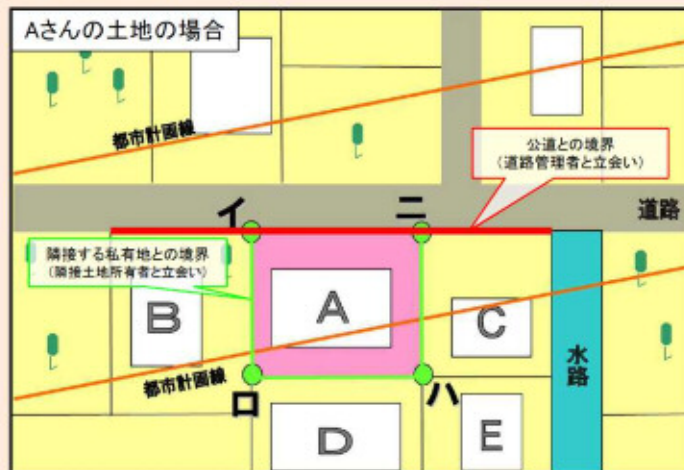 Aさんの土地の場合
都市計画線
公道との境界
（道路管理者と立会い）
道路
イ
ニ
隣接する私有地との境界
（隣接土地所有者と立会い）
B
A
C
水路
都市計画線
ロ
ハ
D
E